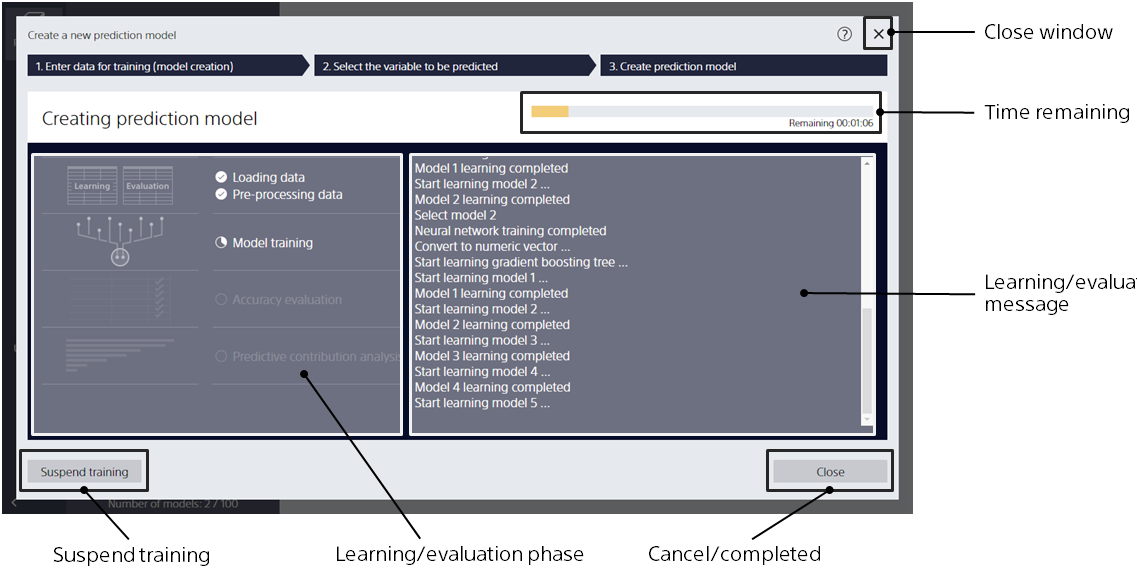 Create a new prediction model
Close window
1. Enter data for training (model creation)
2. Select the variable to be predicted
3. Create prediction model
Creating prediction model
Time remaining
Remaining 00:01:06
Learning
Evaluation
Loading data
Pre-processing data
Model training
Accuracy evaluation
Predictive contribution analysis
Model 1 learning completed
Start learning model 2 ...
Model 2 learning completed
Select model 2
Neural network training completed
Convert to numeric vector ...
Start learning gradient boosting tree ...
Start learning model 1 ...
Model 1 learning completed
Start learning model 2 ...
Model 2 learning completed
Start learning model 3 ...
Model 3 learning completed
Start learning model 4 ...
Model 4 learning completed
Start learning model 5 ...
Learning/evaluat
message
Suspend training
Close
Number of models: 2 / 100
Suspend training
Learning/evaluation phase
Cancel/completed